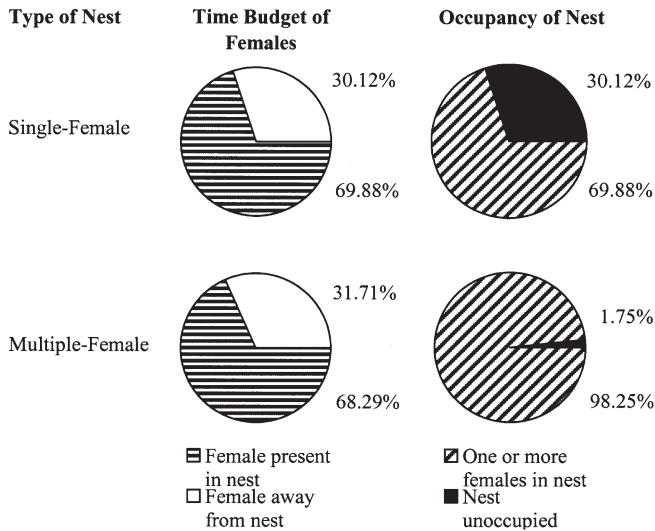 Type of Nest
Time Budget of
Females
Occupancy of Nest
Single-Female
30.12%
69.88%
30.12%
69.88%
Multiple-Female
31.71%
68.29%
1.75%
98.25%
Female present
in nest
Female away
from nest
One or more
females in nest
Nest
unoccupied